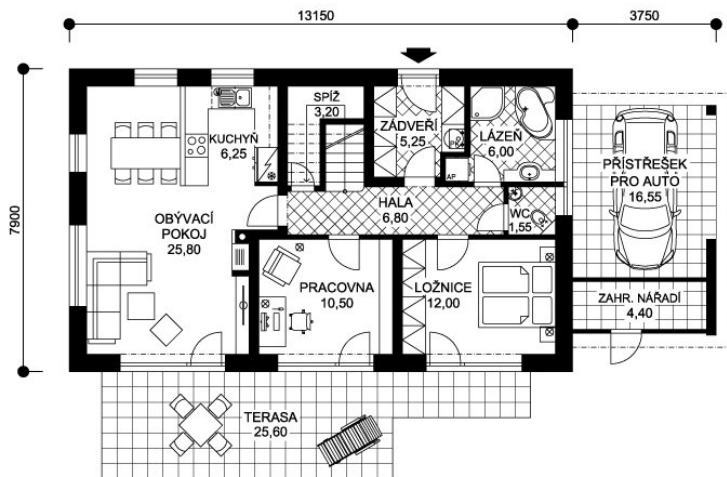 13150
3750
7900
SPÍŽ
3,20
ZÁDVEŘÍ
5,25
LÁZEŇ
6,00
KUCHYŇ
6,25
PŘÍSTŘEŠEK
PRO AUTO
16,55
AP
HALA
6,80
WC
1,55
OBÝVACÍ
POKOJ
25,80
PRACOVNA
10,50
LOŽNICE
12,00
ZAHR. NÁŘADÍ
4,40
TERASA
25,60